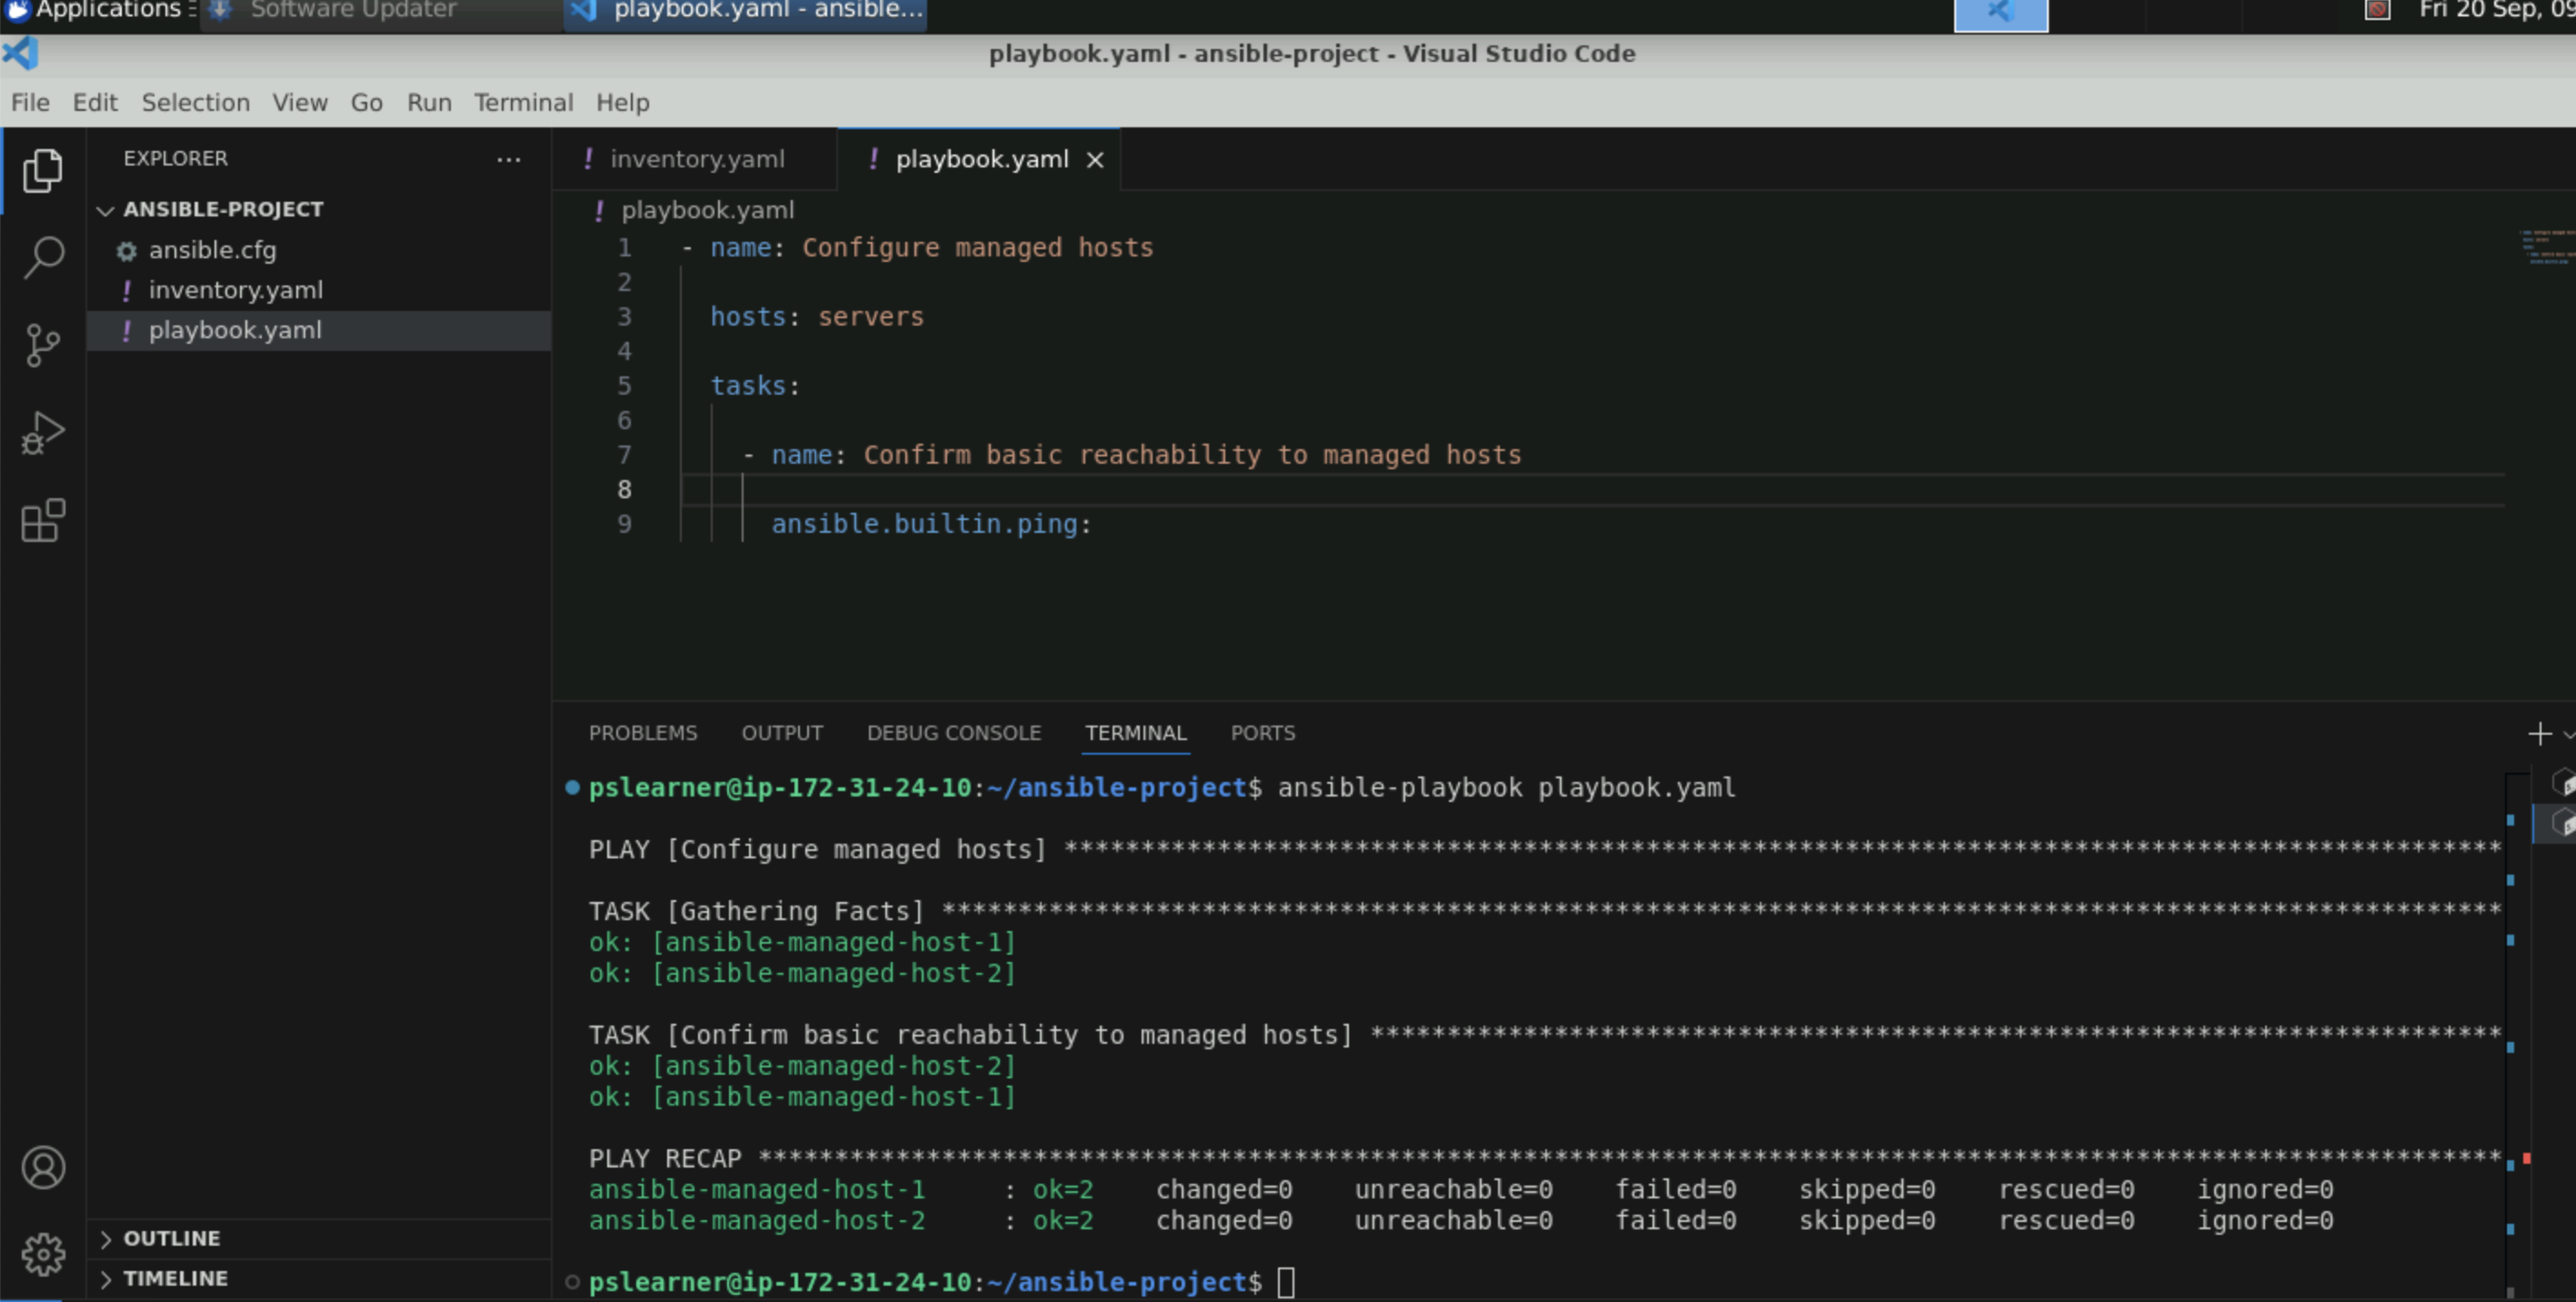 Applications
Software Updater
playbook.yaml - ansible...
Fri 20 Sep, 09
playbook.yaml - ansible-project - Visual Studio Code
File Edit Selection View Go Run Terminal Help
EXPLORER ...
ANSIBLE-PROJECT
ansible.cfg
! inventory.yaml
! playbook.yaml
OUTLINE
TIMELINE
! inventory.yaml
! playbook.yaml
! playbook.yaml
1 - name: Configure managed hosts
2
3 hosts: servers
4
5 tasks:
6
7 - name: Confirm basic reachability to managed hosts
8
9 ansible.builtin.ping:
PROBLEMS OUTPUT DEBUG CONSOLE TERMINAL PORTS
pslearner@ip-172-31-24-10:~/ansible-project$ ansible-playbook playbook.yaml
PLAY [Configure managed hosts] **********************************************************************************************
TASK [Gathering Facts] ******************************************************************************************************
ok: [ansible-managed-host-1]
ok: [ansible-managed-host-2]
TASK [Confirm basic reachability to managed hosts] **************************************************************************
ok: [ansible-managed-host-2]
ok: [ansible-managed-host-1]
PLAY RECAP ******************************************************************************************************************
ansible-managed-host-1 : ok=2 changed=0 unreachable=0 failed=0 skipped=0 rescued=0 ignored=0
ansible-managed-host-2 : ok=2 changed=0 unreachable=0 failed=0 skipped=0 rescued=0 ignored=0
pslearner@ip-172-31-24-10:~/ansible-project$